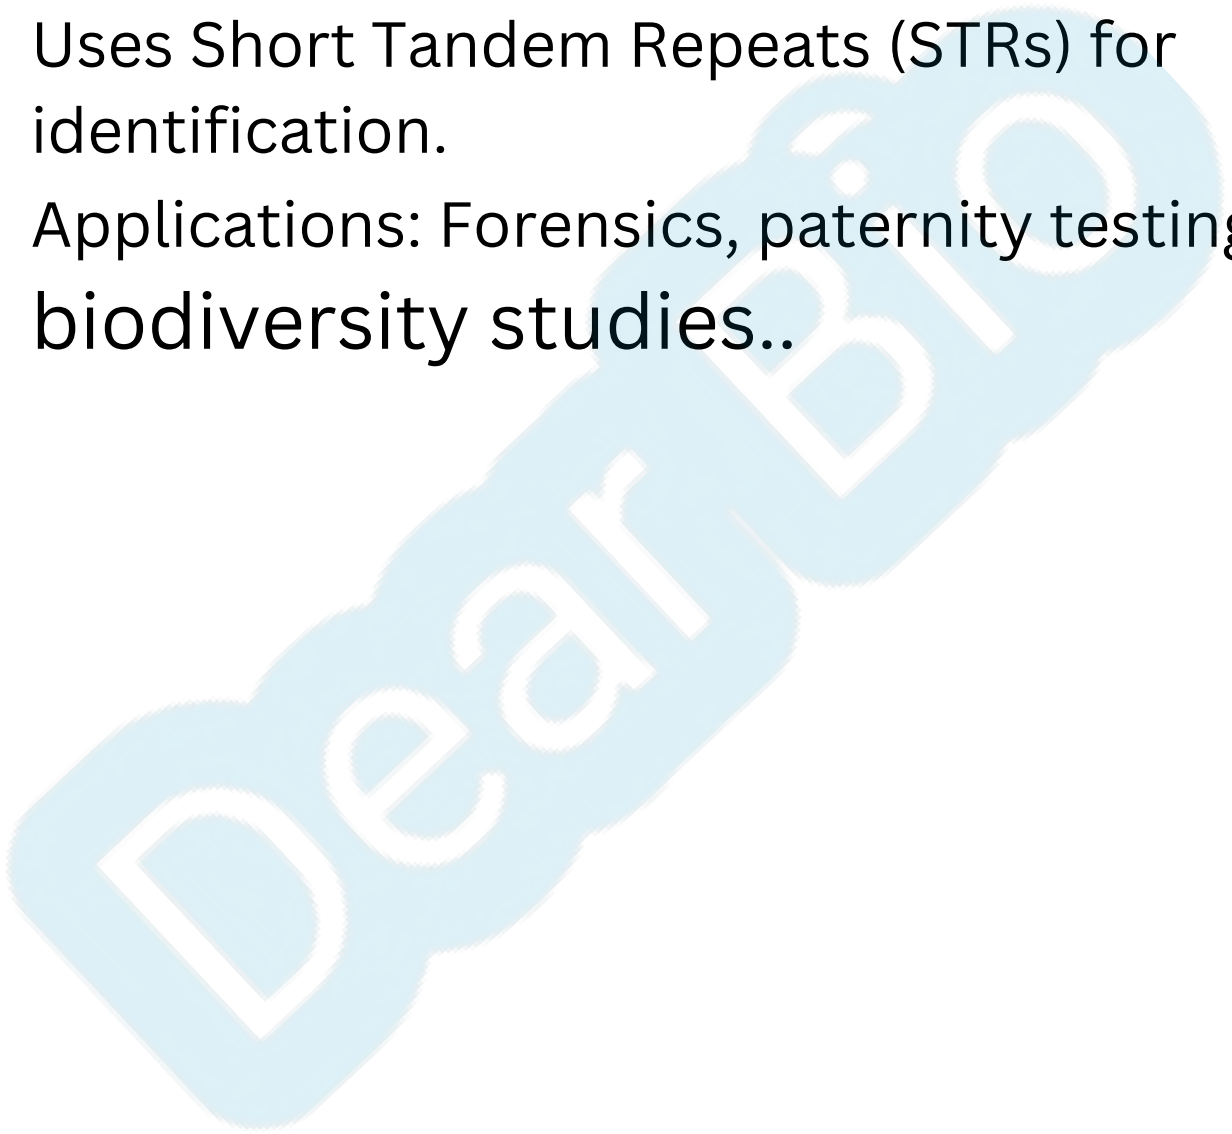 Uses Short Tandem Repeats (STRs) for
identification.
Applications: Forensics, paternity testing
biodiversity studies..
Dear Bio